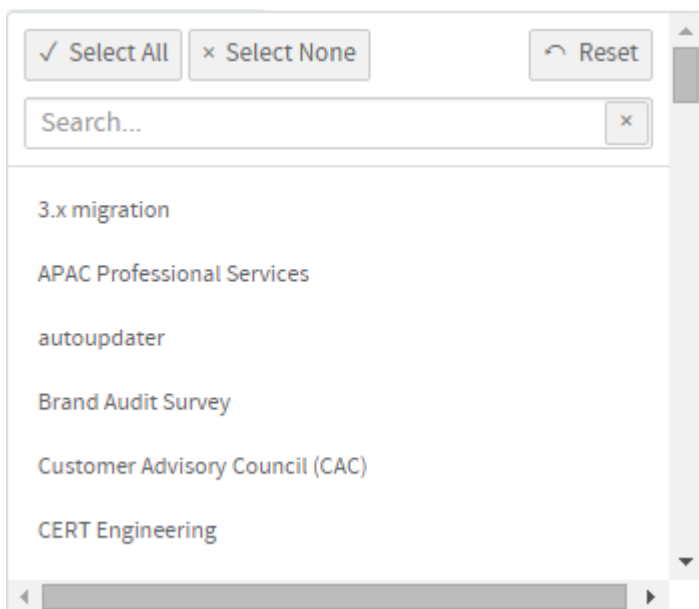 ✓ Select All × Select None Reset
Search... ×
3.x migration
APAC Professional Services
autoupdater
Brand Audit Survey
Customer Advisory Council (CAC)
CERT Engineering